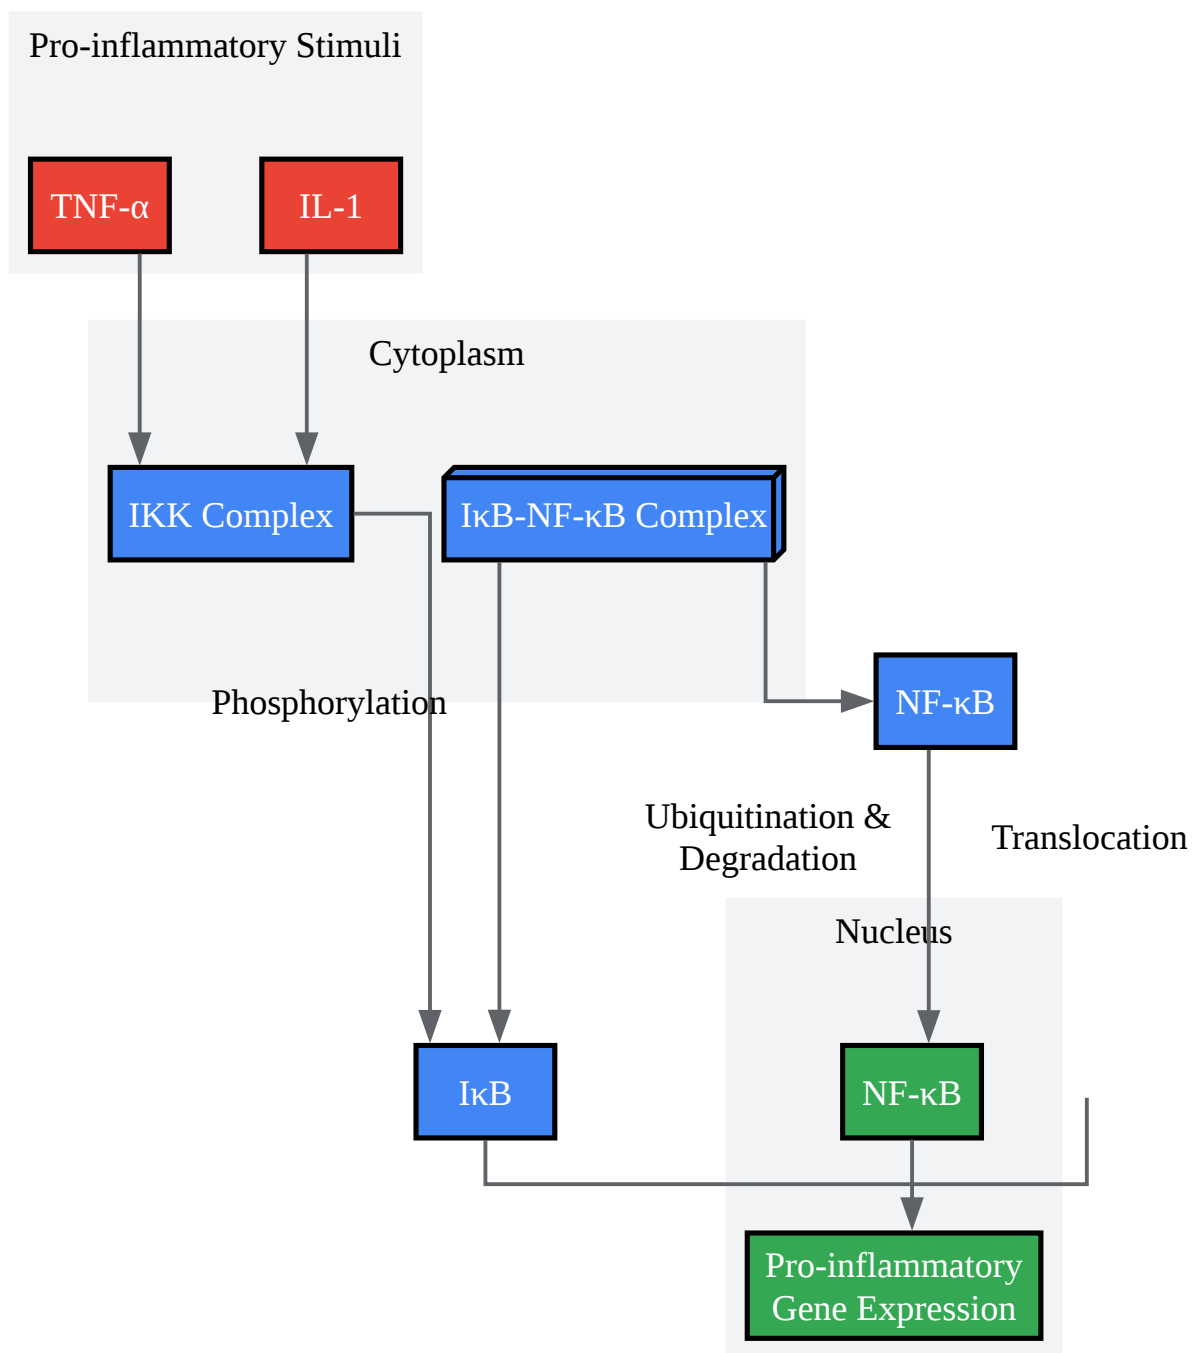 Pro-inflammatory Stimuli
TNF-α
IL-1
Cytoplasm
IKK Complex
IκB-NF-κB Complex
Phosphorylation
NF-κB
Ubiquitination &
Degradation
Translocation
Nucleus
IκB
NF-κB
Pro-inflammatory
Gene Expression